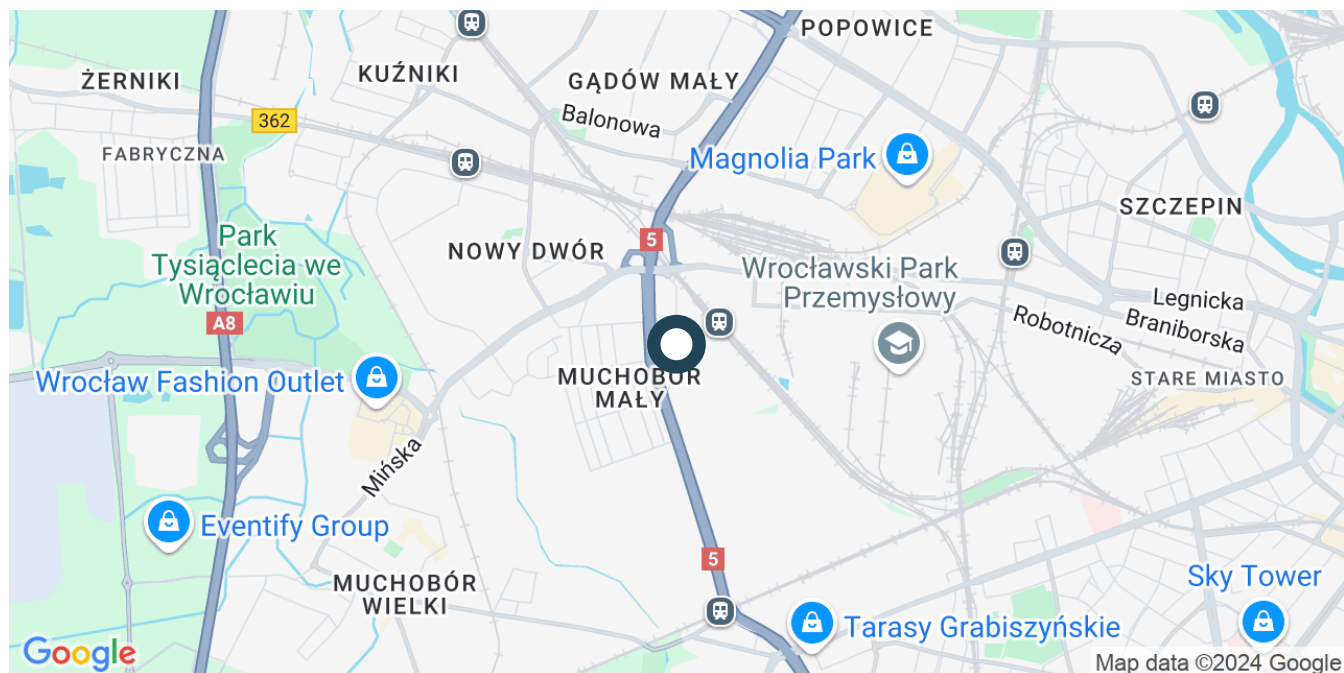 POPOWICE
KUŹNIKI
GĄDÓW MAŁY
ŻERNIKI
Balonowa
362
FABRYCZNA
Magnolia Park
SZCZEPIN
Park
Tysiąclecia we
Wrocławiu
NOWY DWÓR
5
Wrocławski Park
Przemysłowy
Legnicka
Braniborska
Robotnicza
A8
Wrocław Fashion Outlet
MUCHOBÓR
MAŁY
STARE MIASTO
Mińska
Eventify Group
5
MUCHOBÓR
WIELKI
Sky Tower
Tarasy Grabiszyńskie
Google
Map data ©2024 Google